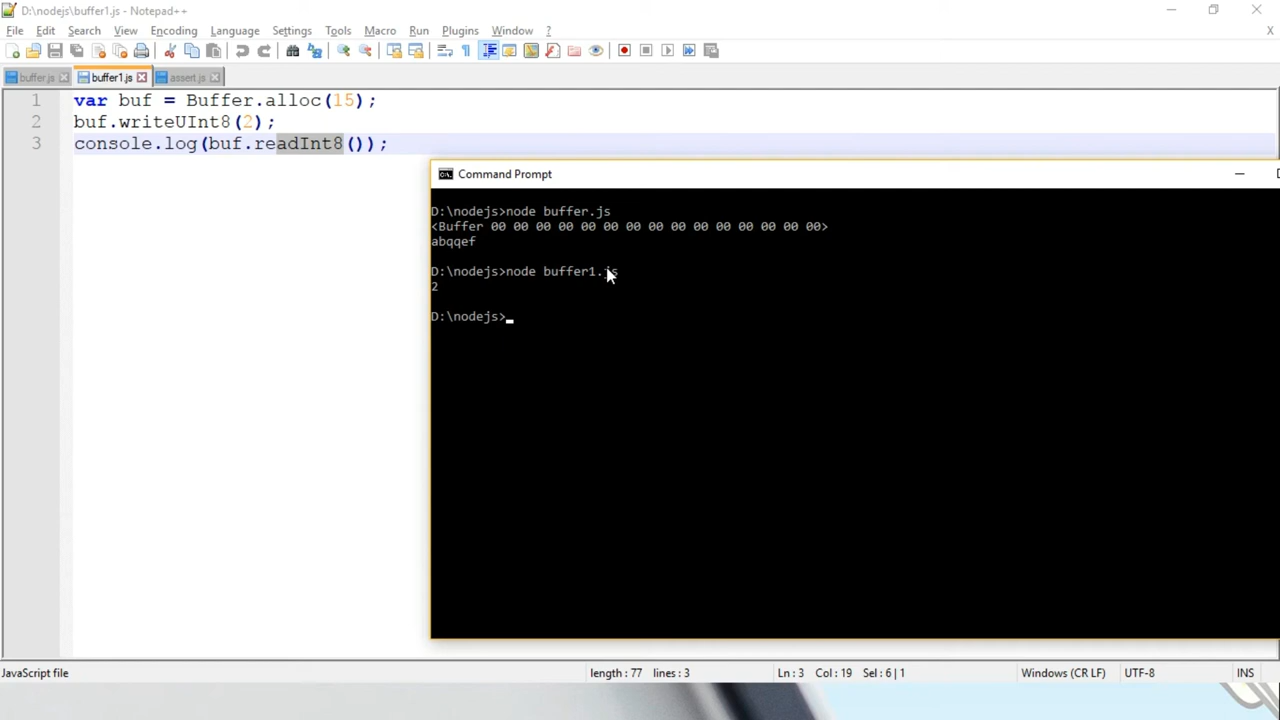 D:\nodejs\buffer1.js - Notepad++
File Edit Search View Encoding Language Settings Tools Macro Run Plugins Window ?
X
buffer.js buffer1.js assert.js
1 var buf = Buffer.alloc(15);
2 buf.writeUInt8(2);
3 console.log(buf.readInt8());
Command Prompt
D:\nodejs>node buffer.js
<Buffer 00 00 00 00 00 00 00 00 00 00 00 00 00 00 00>
abqqef
D:\nodejs>node buffer1.js
2
D:\nodejs>
JavaScript file length : 77 lines : 3 Ln : 3 Col : 19 Sel : 6 | 1 Windows (CR LF) UTF-8 INS